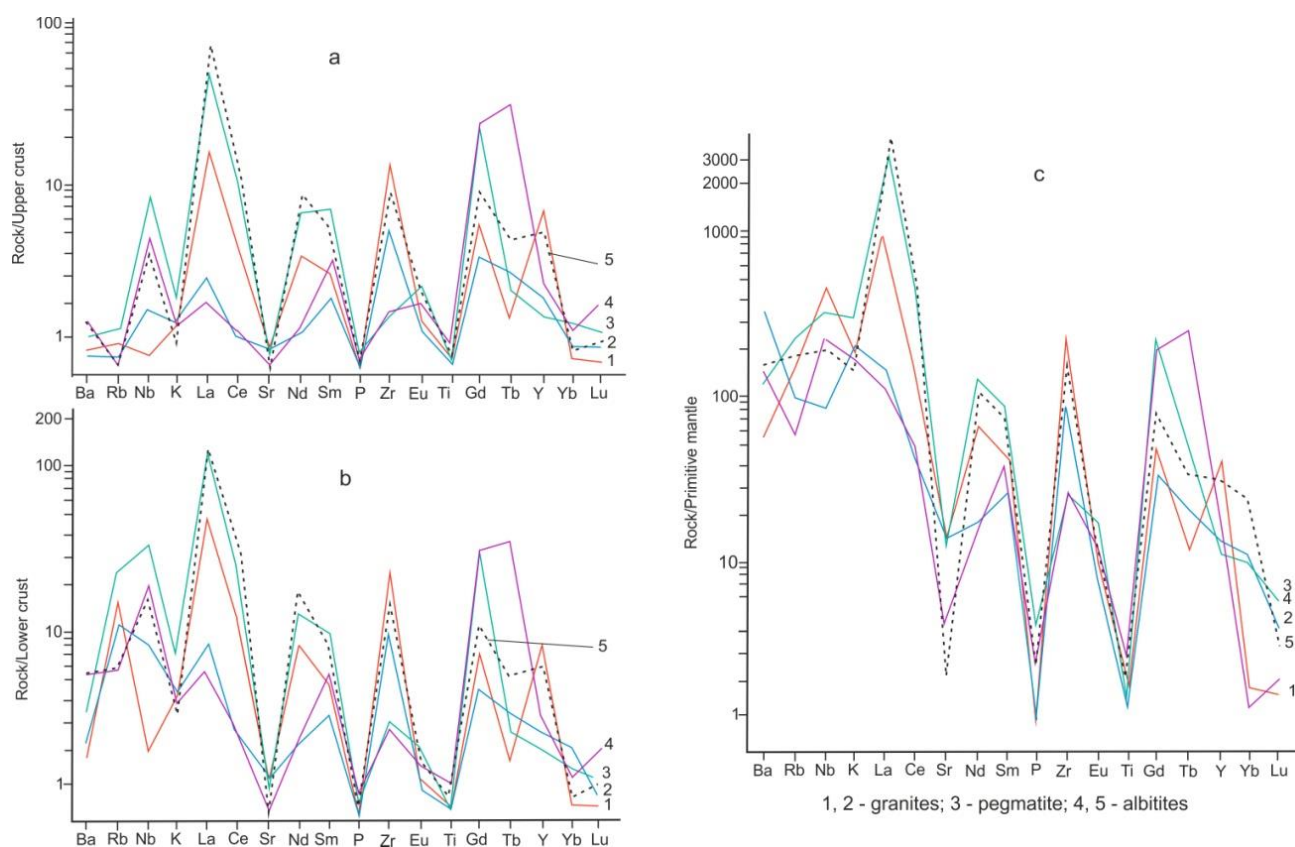 100
10
1
Rock/Upper crust
a
5
4
3
2
1
Ba Rb Nb K La Ce Sr Nd Sm P Zr Eu Ti Gd Tb Y Yb Lu
200
100
10
1
Rock/Lower crust
b
5
4
3
2
1
Ba Rb Nb K La Ce Sr Nd Sm P Zr Eu Ti Gd Tb Y Yb Lu
3000
2000
1000
100
10
1
Rock/Primitive mantle
c
3
4
2
5
1
Ba Rb Nb K La Ce Sr Nd Sm P Zr Eu Ti Gd Tb Y Yb Lu
1, 2 - granites; 3 - pegmatite; 4, 5 - albitites